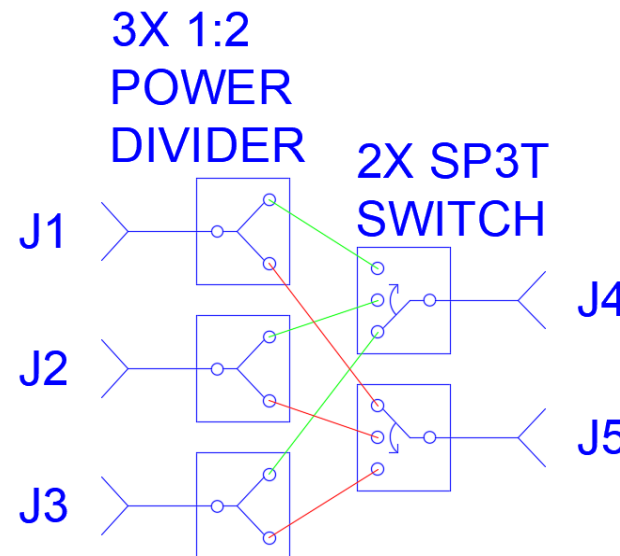 3X 1:2
POWER
DIVIDER
2X SP3T
SWITCH
J1
J4
J2
J5
J3